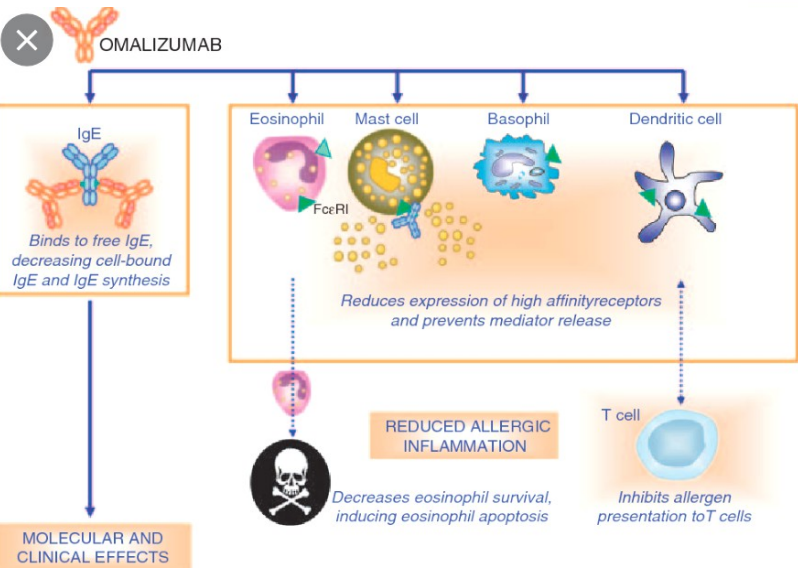 OMALIZUMAB
IgE
Binds to free IgE,
decreasing cell-bound
IgE and IgE synthesis
Eosinophil
Mast cell
Basophil
Dendritic cell
FcεRI
Reduces expression of high affinityreceptors
and prevents mediator release
REDUCED ALLERGIC
INFLAMMATION
T cell
Decreases eosinophil survival,
inducing eosinophil apoptosis
Inhibits allergen
presentation toT cells
MOLECULAR AND
CLINICAL EFFECTS